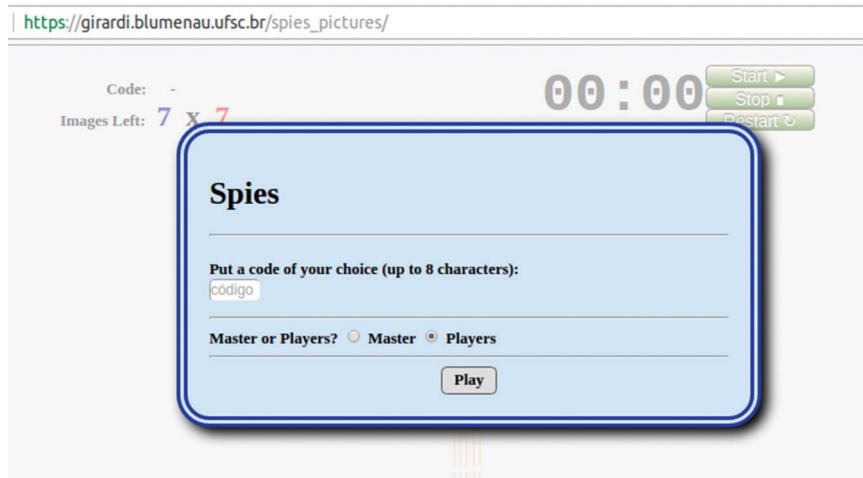 https://girardi.blumenau.ufsc.br/spies_pictures/
Code: -
Images Left: 7 x 7
00:00
Start ►
Stop ∎
Restart ↻
Spies
Put a code of your choice (up to 8 characters):
código
Master or Players? Master Players
Play